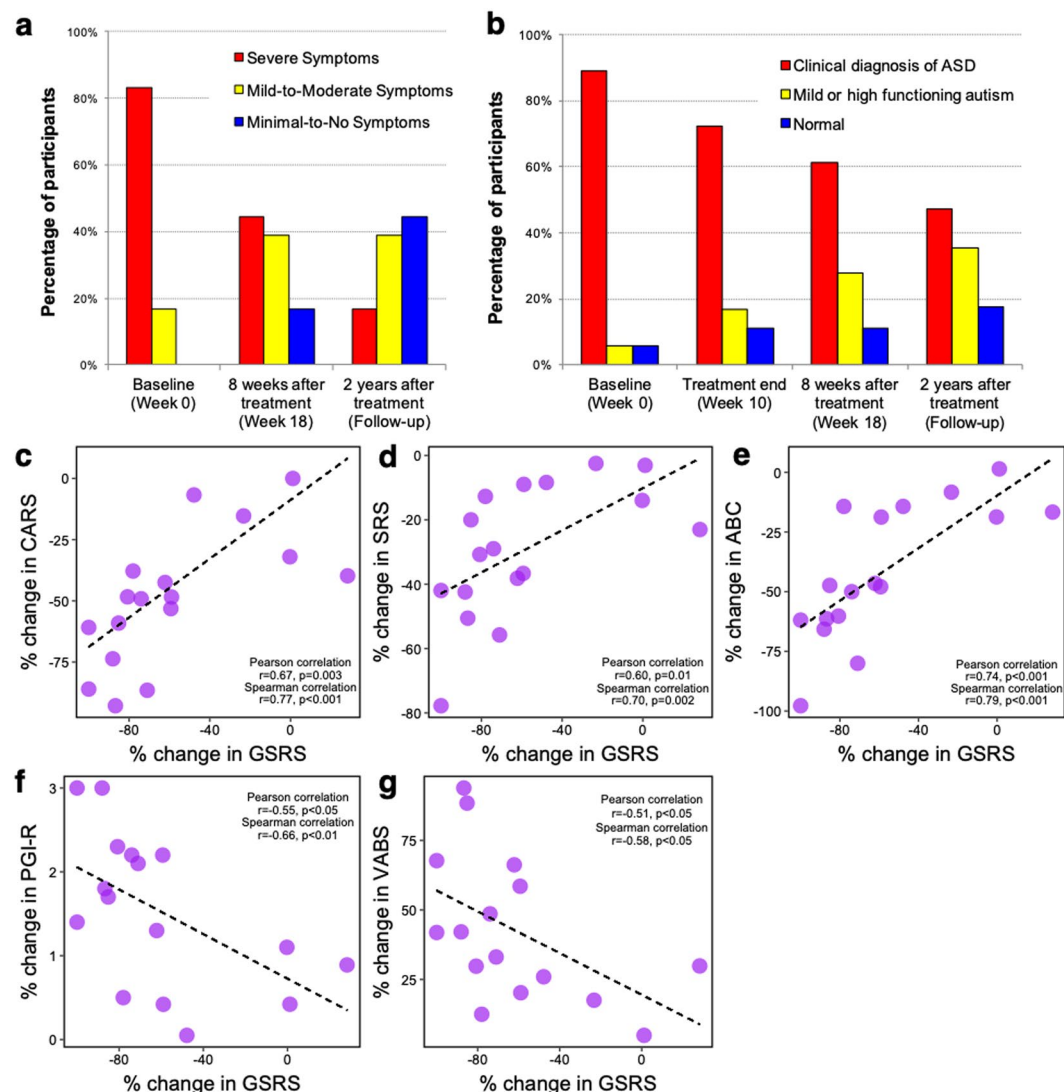 a
100%
80%
60%
40%
20%
0%
Percentage of participants
Severe Symptoms
Mild-to-Moderate Symptoms
Minimal-to-No Symptoms
Baseline
(Week 0)
8 weeks after
treatment
(Week 18)
2 years after
treatment
(Follow-up)
b
100%
80%
60%
40%
20%
0%
Percentage of participants
Clinical diagnosis of ASD
Mild or high functioning autism
Normal
Baseline
(Week 0)
Treatment end
(Week 10)
8 weeks after
treatment
(Week 18)
2 years after
treatment
(Follow-up)
c
% change in CARS
0
-25
-50
-75
Pearson correlation
r=0.67, p=0.003
Spearman correlation
r=0.77, p<0.001
-80
-40
0
% change in GSRS
d
% change in SRS
0
-20
-40
-60
-80
Pearson correlation
r=0.60, p=0.01
Spearman correlation
r=0.70, p=0.002
-80
-40
0
% change in GSRS
e
% change in ABC
0
-25
-50
-75
-100
Pearson correlation
r=0.74, p<0.001
Spearman correlation
r=0.79, p<0.001
-80
-40
0
% change in GSRS
f
% change in PGI-R
3
2
1
0
Pearson correlation
r=-0.55, p<0.05
Spearman correlation
r=-0.66, p<0.01
-80
-40
0
% change in GSRS
g
% change in VABS
75
50
25
Pearson correlation
r=-0.51, p<0.05
Spearman correlation
r=-0.58, p<0.05
-80
-40
0
% change in GSRS